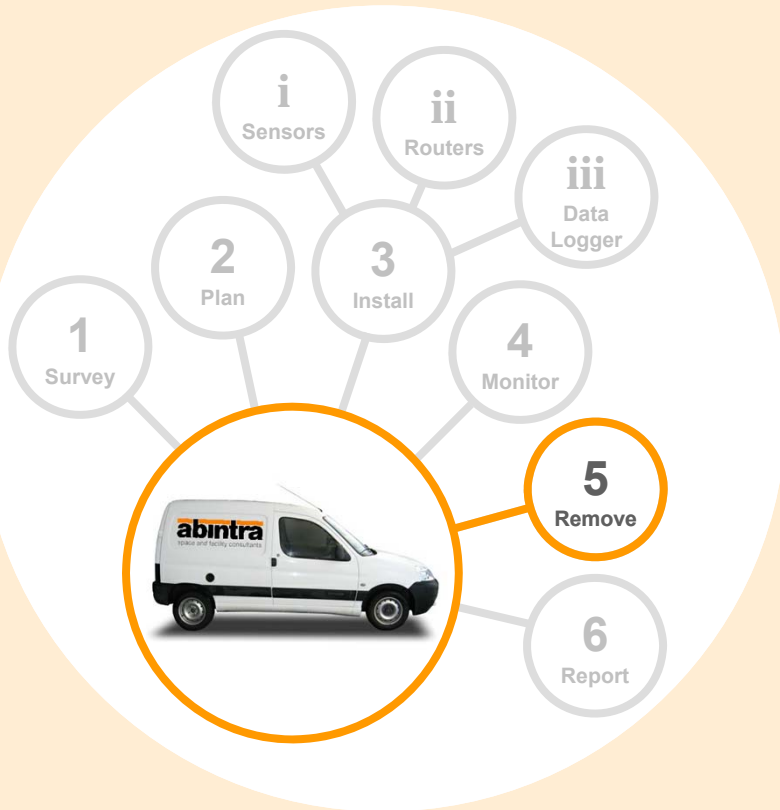 i
Sensors
ii
Routers
iii
Data
Logger
2
Plan
3
Install
1
Survey
4
Monitor
5
Remove
abintra
space and facility consultants
6
Report